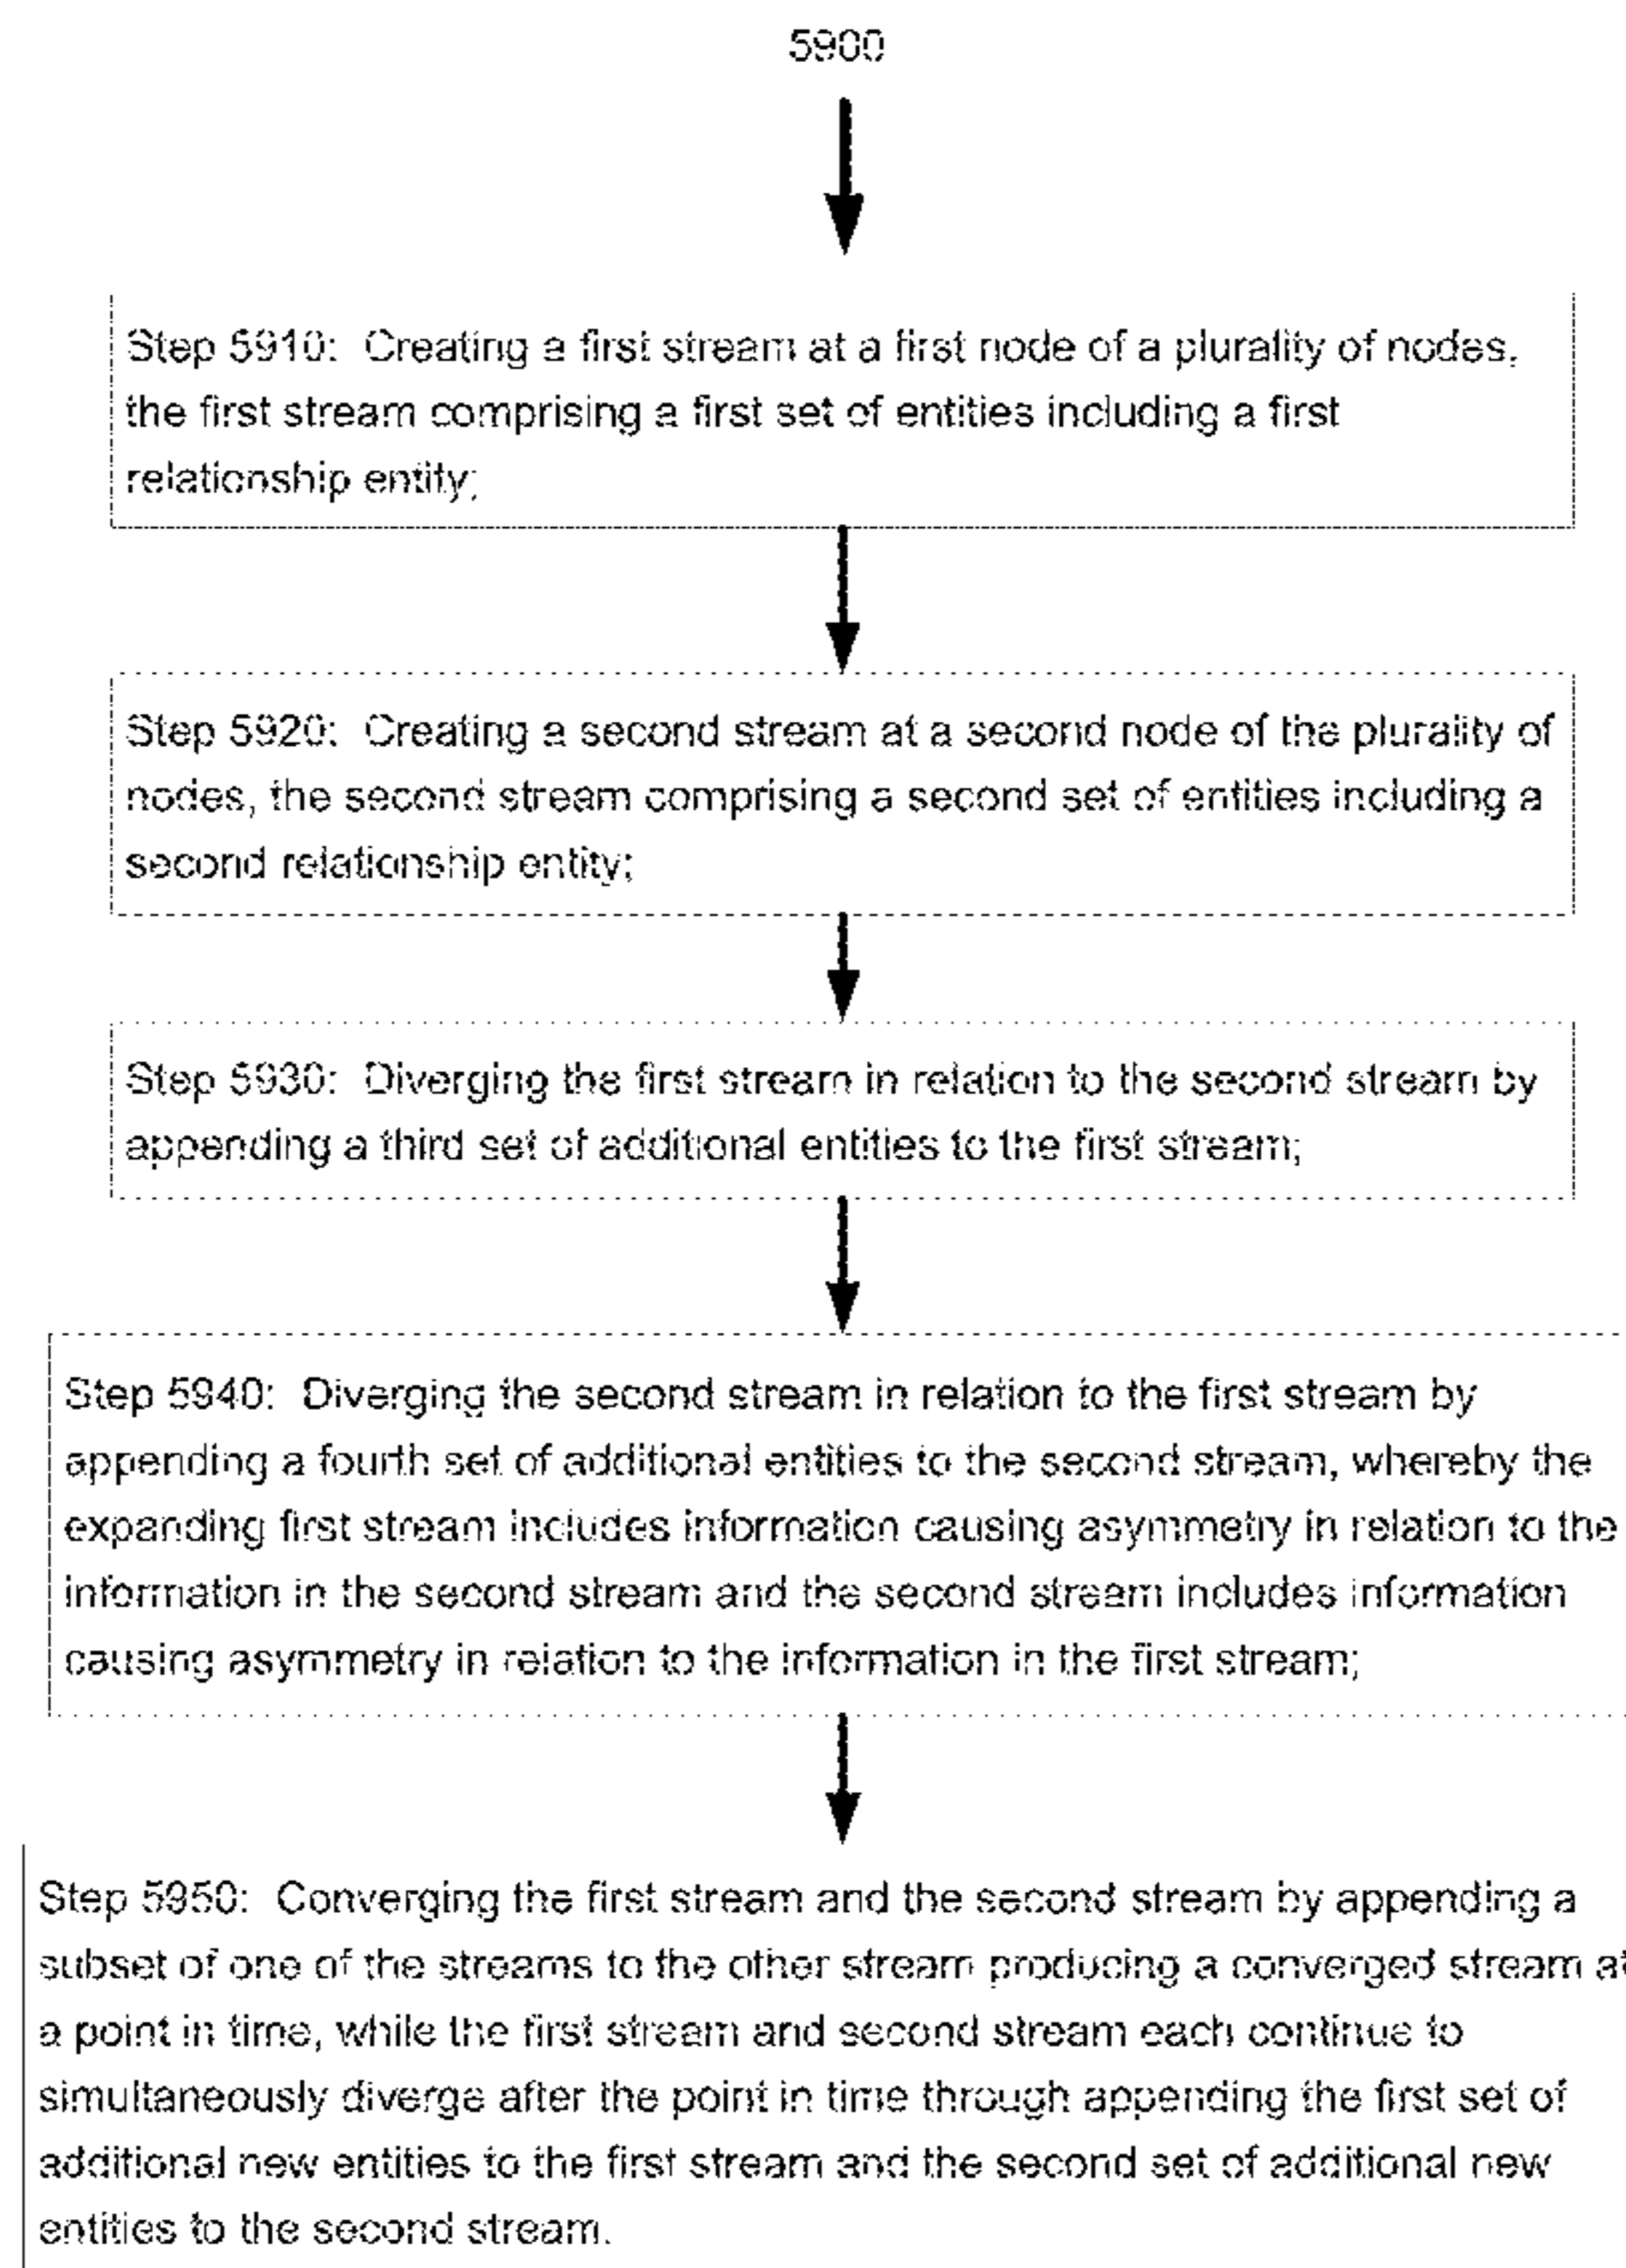 5900
Step 5910: Creating a first stream at a first node of a plurality of nodes,
the first stream comprising a first set of entities including a first
relationship entity;
Step 5920: Creating a second stream at a second node of the plurality of
nodes, the second stream comprising a second set of entities including a
second relationship entity;
Step 5930: Diverging the first stream in relation to the second stream by
appending a third set of additional entities to the first stream;
Step 5940: Diverging the second stream in relation to the first stream by
appending a fourth set of additional entities to the second stream, whereby the
expanding first stream includes information causing asymmetry in relation to the
information in the second stream and the second stream includes information
causing asymmetry in relation to the information in the first stream;
Step 5950: Converging the first stream and the second stream by appending a
subset of one of the streams to the other stream producing a converged stream at
a point in time, while the first stream and second stream each continue to
simultaneously diverge after the point in time through appending the first set of
additional new entities to the first stream and the second set of additional new
entities to the second stream.